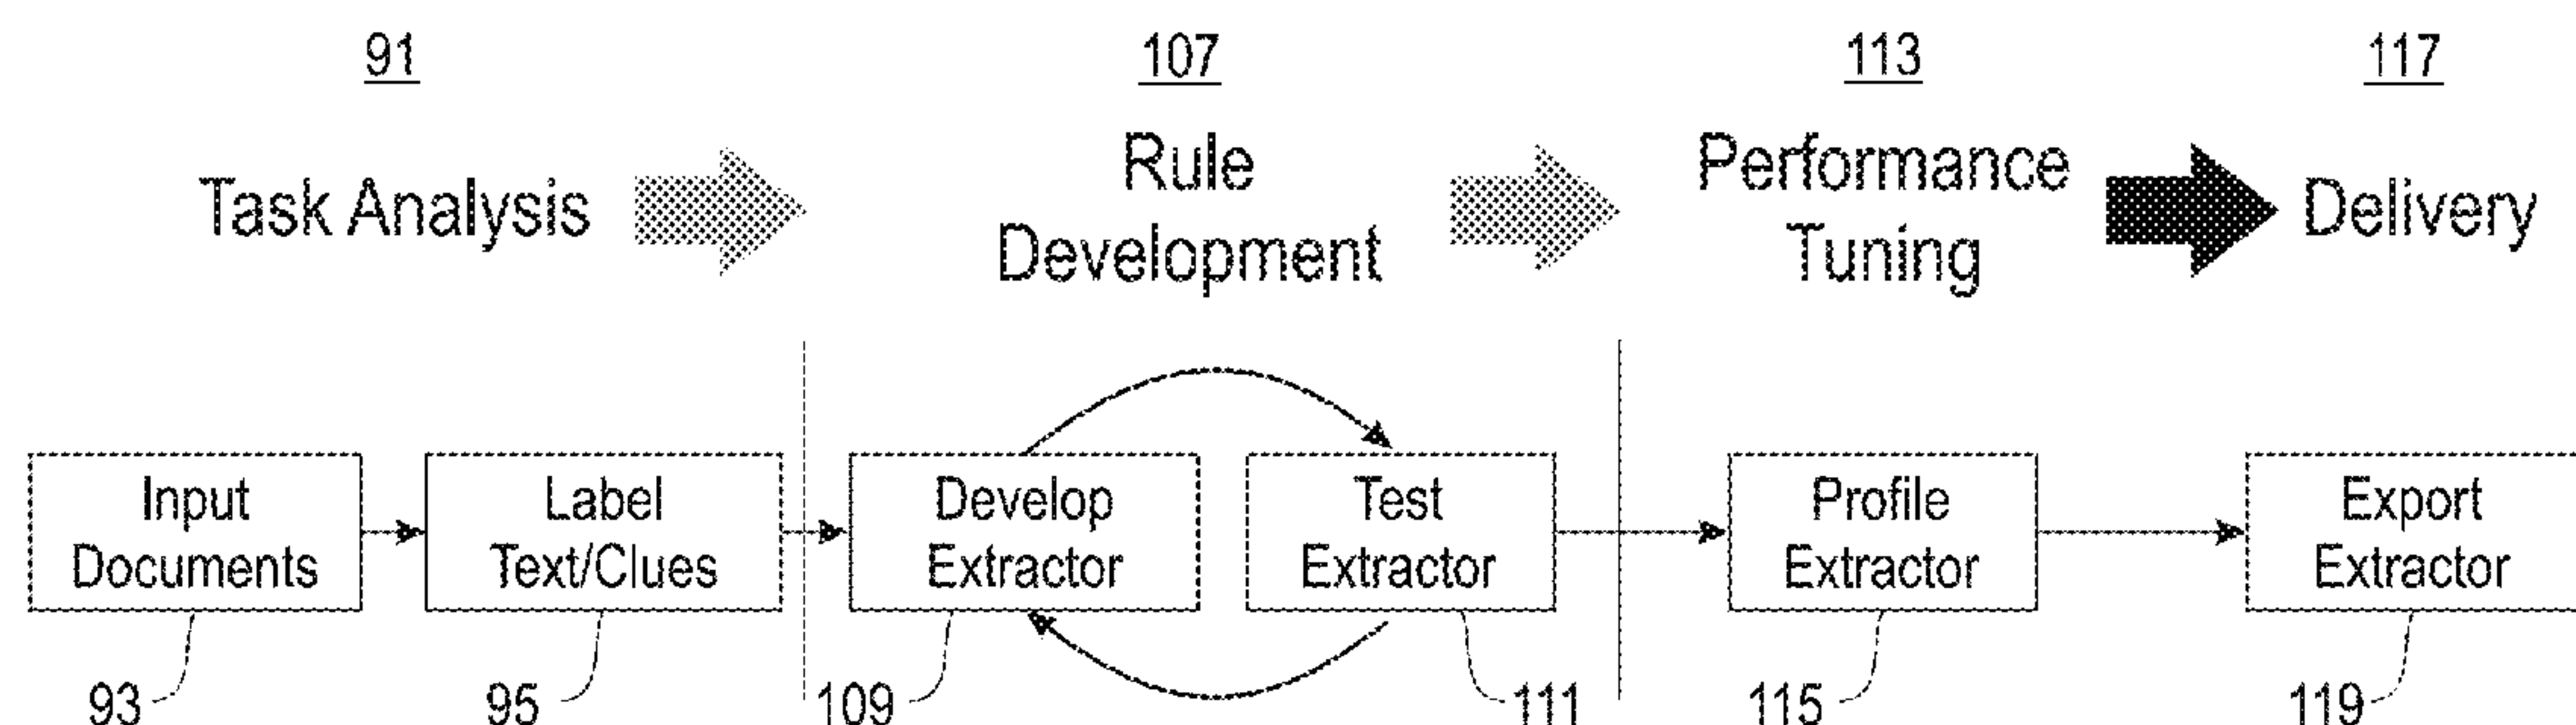 91
107
113
117
Task Analysis
Rule
Development
Performance
Tuning
Delivery
Input
Documents
Label
Text/Clues
Develop
Extractor
Test
Extractor
Profile
Extractor
Export
Extractor
93
95
109
111
115
119